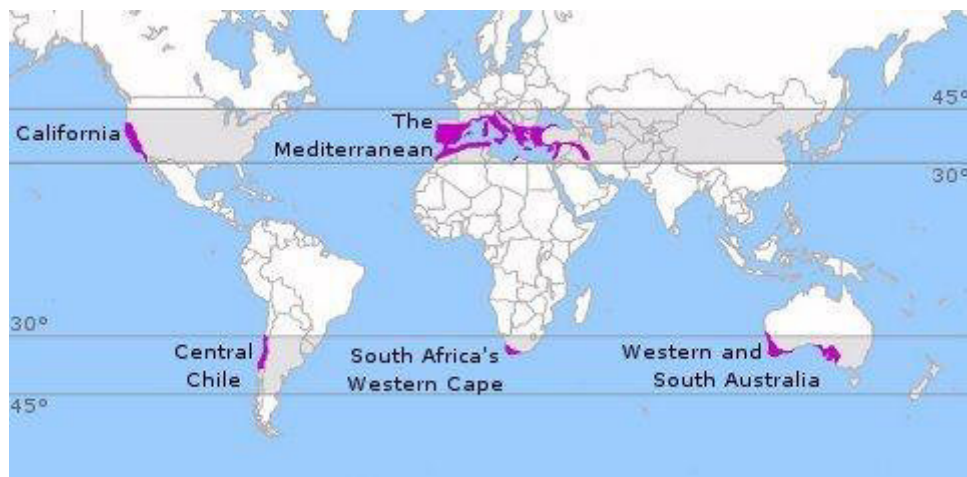 45°
California
The
Mediterranean
30°
30°
Central
Chile
South Africa's
Western Cape
Western and
South Australia
45°